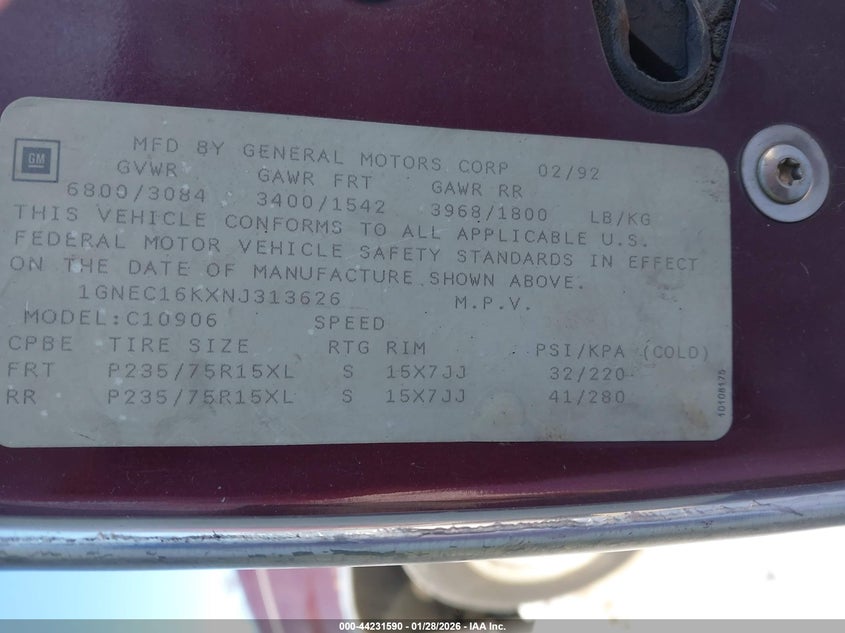 GM
MFD BY GENERAL MOTORS CORP 02/92
GVWR GAWR FRT GAWR RR
6800/3084 3400/1542 3968/1800 LB/KG
THIS VEHICLE CONFORMS TO ALL APPLICABLE U.S.
FEDERAL MOTOR VEHICLE SAFETY STANDARDS IN EFFECT
ON THE DATE OF MANUFACTURE SHOWN ABOVE.
1GNEC16KXNJ313626 M.P.V.
MODEL:C10906 SPEED
CPBE TIRE SIZE RTG RIM PSI/KPA (COLD)
FRT P235/75R15XL S 15X7JJ 32/220
RR P235/75R15XL S 15X7JJ 41/280
10108175
000-44231590 - 01/28/2026 - IAA Inc.